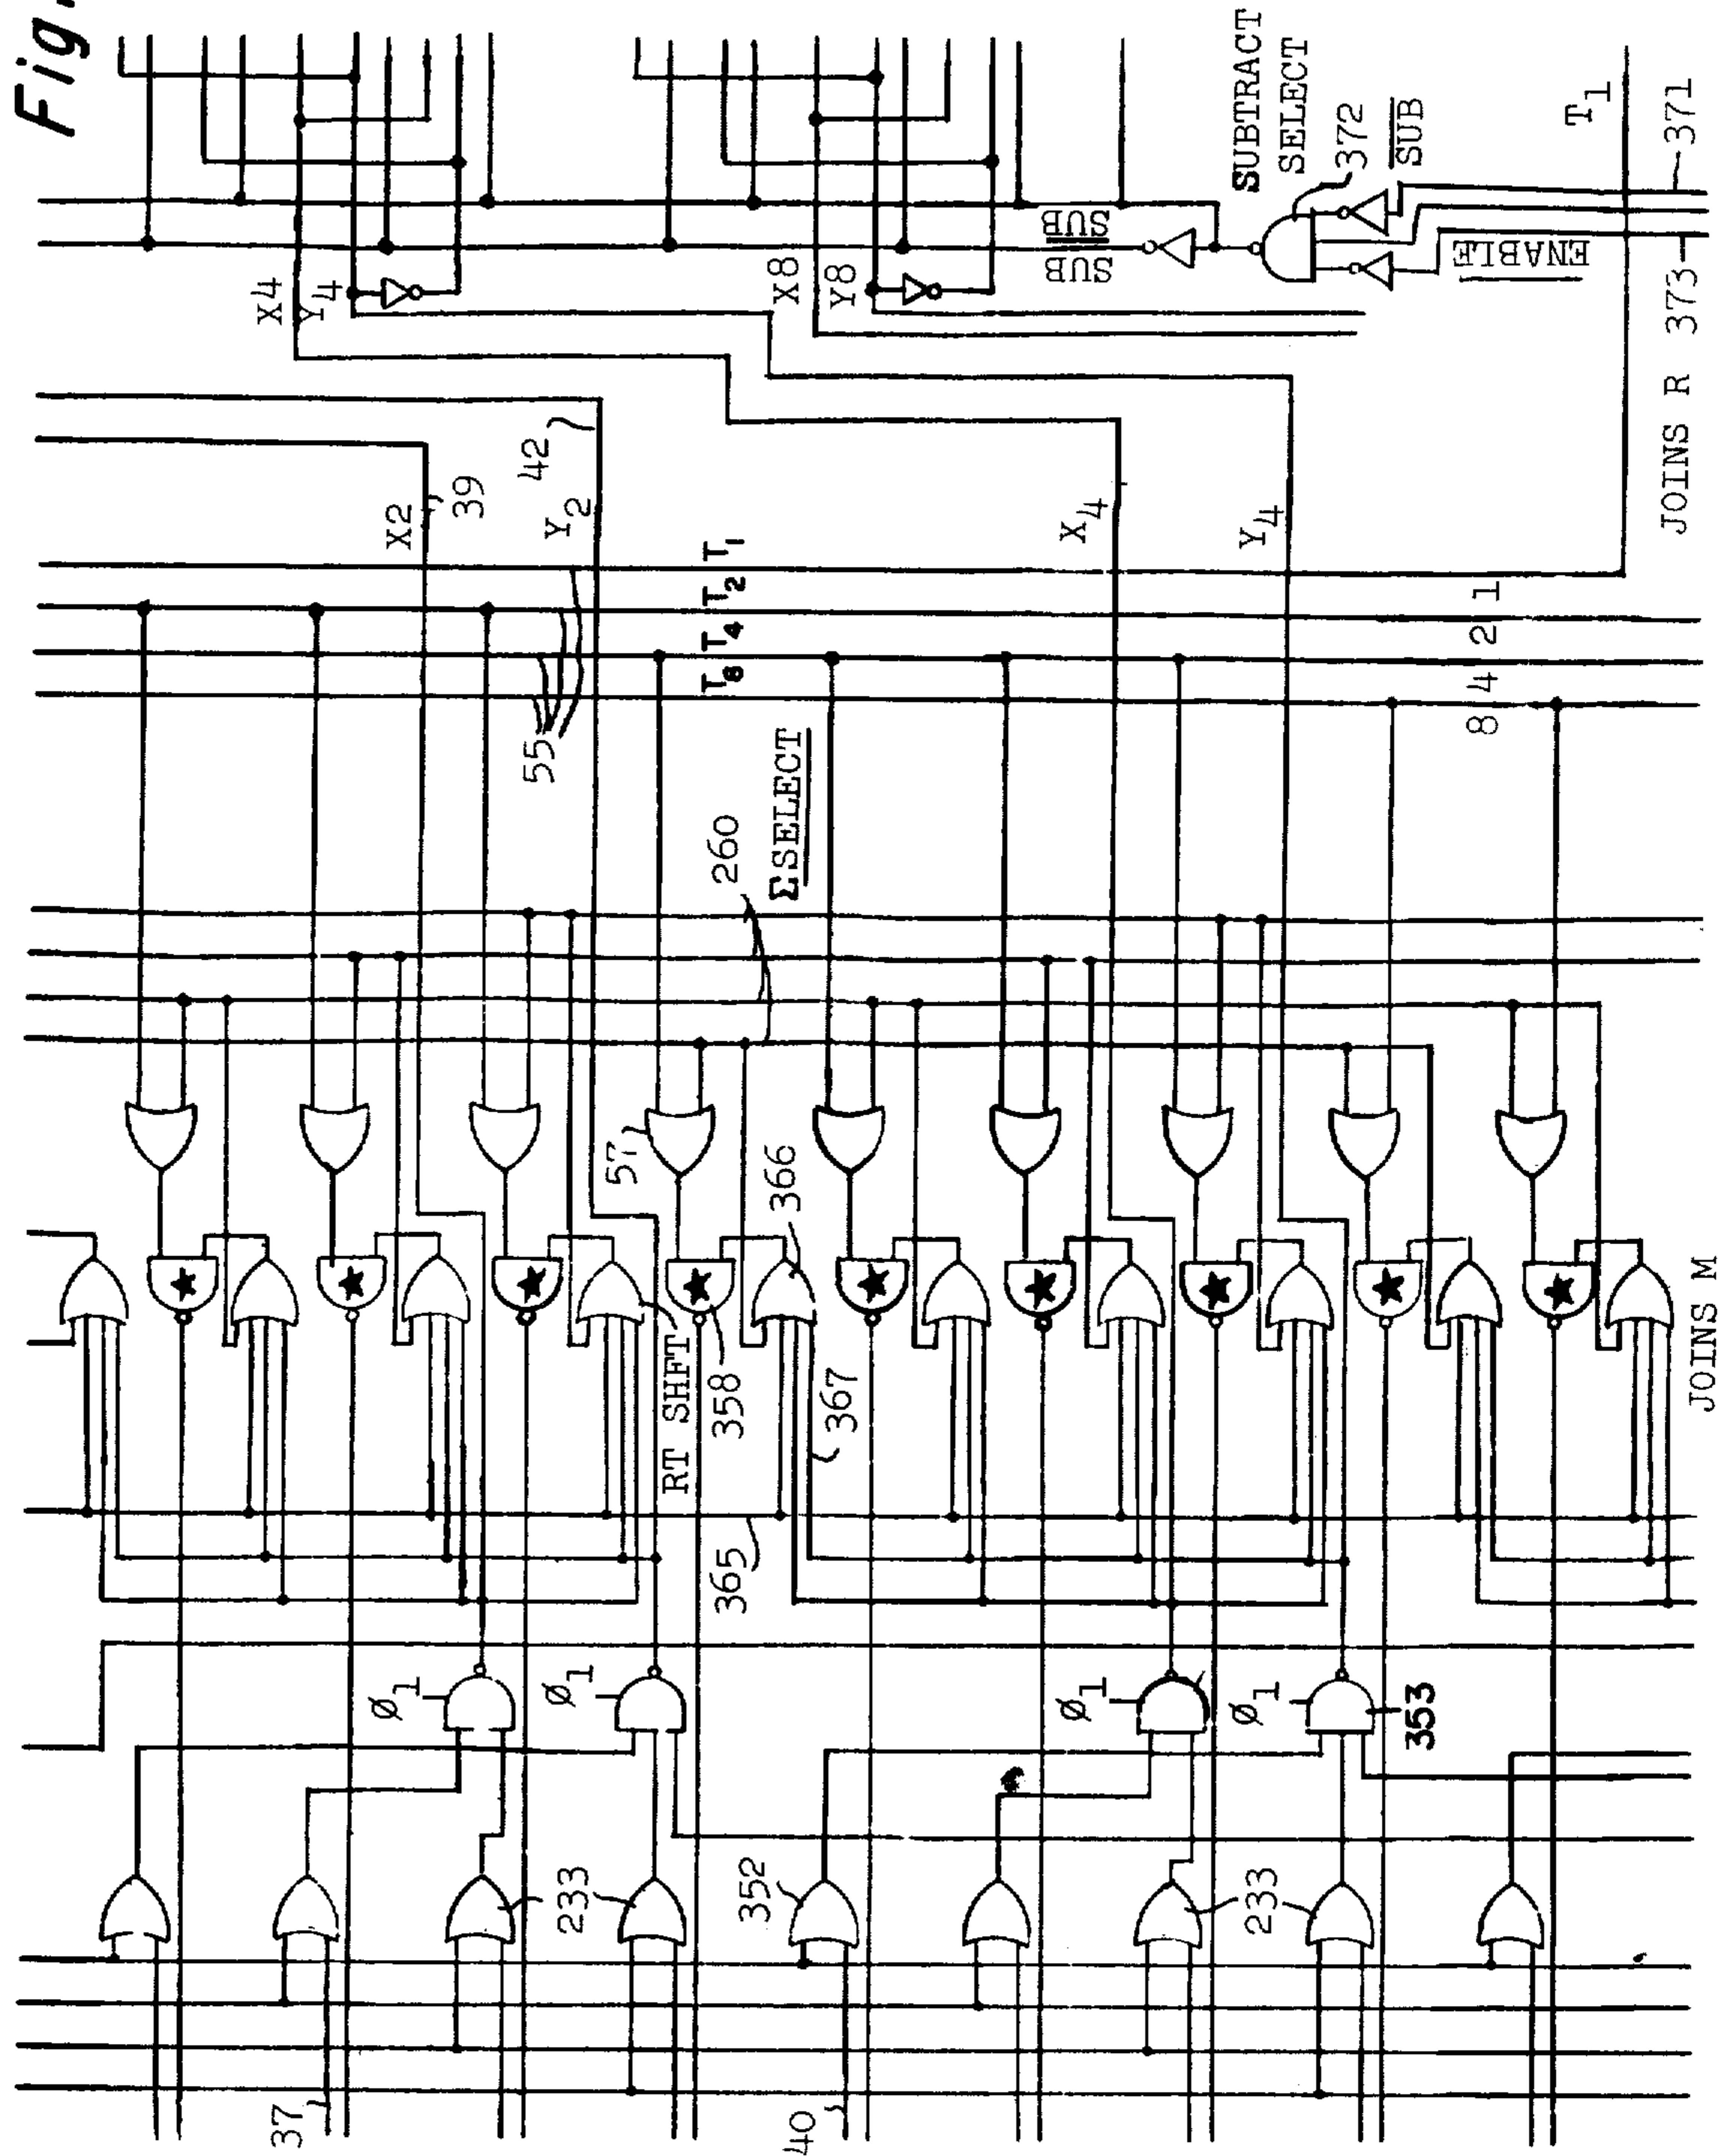 Fig.
SUBTRACT
SELECT
372
SUB
T1
371
SUB
SUB
ENABLE
X4
Y4
X8
Y8
JOINS R 373
42
39
X2
Y2
X4
Y4
T1
T2
T4
T8
8 4 2 1
55
ΣSELECT
260
57
366
RT SHFT
358
367
JOINS M
365
Ø1
Ø1
Ø1
Ø1
353
233
352
233
37
40